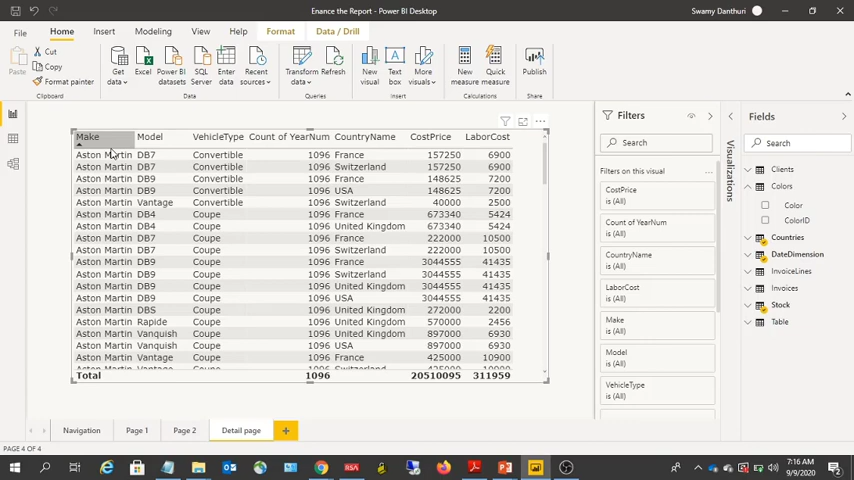 Enance the Report - Power BI Desktop
Swamy Danthuri
File Home Insert Modeling View Help Format Data / Drill
Paste
Cut
Copy
Format painter
Get data
Excel
Power BI datasets
SQL Server
Enter data
Recent sources
Transform data
Refresh
New visual
Text box
More visuals
New measure
Quick measure
Publish
Clipboard Data Queries Insert Calculations Share
Make Model VehicleType Count of YearNum CountryName CostPrice LaborCost
Aston Martin DB7 Convertible 1096 France 157250 6900
Aston Martin DB7 Convertible 1096 Switzerland 157250 6900
Aston Martin DB9 Convertible 1096 France 148625 7200
Aston Martin DB9 Convertible 1096 USA 148625 7200
Aston Martin Vantage Convertible 1096 Switzerland 40000 2500
Aston Martin DB4 Coupe 1096 France 673340 5424
Aston Martin DB4 Coupe 1096 United Kingdom 673340 5424
Aston Martin DB7 Coupe 1096 France 222000 10500
Aston Martin DB7 Coupe 1096 Switzerland 222000 10500
Aston Martin DB9 Coupe 1096 France 3044555 41435
Aston Martin DB9 Coupe 1096 Switzerland 3044555 41435
Aston Martin DB9 Coupe 1096 United Kingdom 3044555 41435
Aston Martin DB9 Coupe 1096 USA 3044555 41435
Aston Martin DBS Coupe 1096 United Kingdom 272000 2200
Aston Martin Rapide Coupe 1096 United Kingdom 570000 2456
Aston Martin Vanquish Coupe 1096 United Kingdom 897000 6930
Aston Martin Vanquish Coupe 1096 USA 897000 6930
Aston Martin Vantage Coupe 1096 France 425000 10900
Aston Martin Vantage Coupe 1096 Switzerland 425000 10900
Total 1096 20510095 311959
Filters
Search
Filters on this visual
CostPrice
is (All)
Count of YearNum
is (All)
CountryName
is (All)
LaborCost
is (All)
Make
is (All)
Model
is (All)
VehicleType
is (All)
Visualizations
Fields
Search
Clients
Colors
Color
ColorID
Countries
DateDimension
InvoiceLines
Invoices
Stock
Table
Navigation Page 1 Page 2 Detail page
PAGE 4 OF 4
RSA
7:16 AM
9/9/2020
2